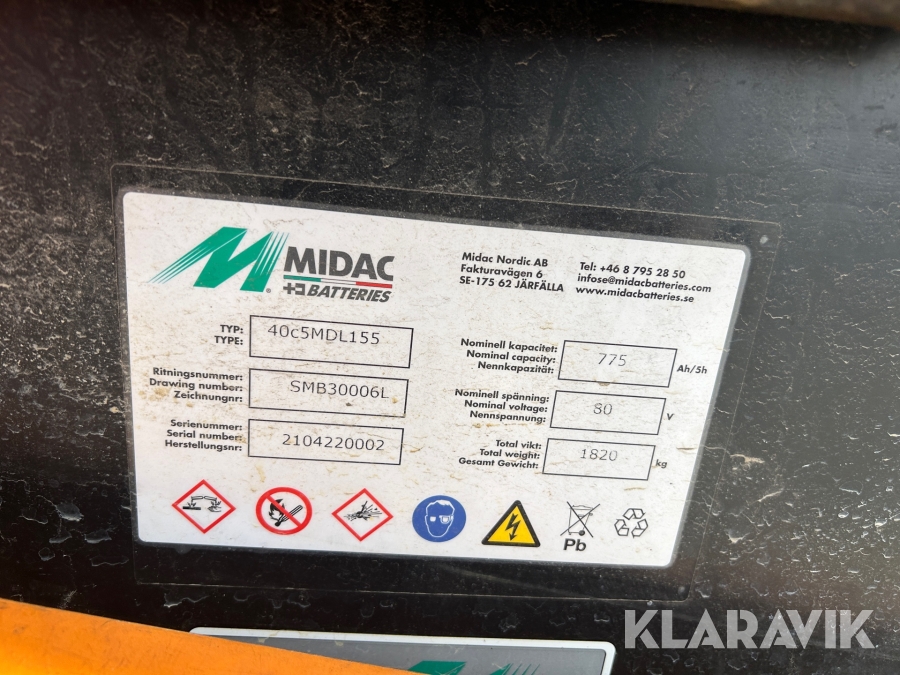 MIDAC
BATTERIES
Midac Nordic AB
Fakturavägen 6
SE-175 62 JÄRFÄLLA
Tel: +46 8 795 28 50
infose@midacbatteries.com
www.midacbatteries.se
TYP:
TYPE:
40c5MDL155
Ritningsnummer:
Drawing number:
Zeichnungnr:
SMB30006L
Serienummer:
Serial number:
Herstellungsnr:
2104220002
Nominell kapacitet:
Nominal capacity:
Nennkapazität:
775
Ah/5h
Nominell spänning:
Nominal voltage:
Nennspannung:
80
V
Total vikt:
Total weight:
Gesamt Gewicht:
1820
kg
Pb
KLARAVIK